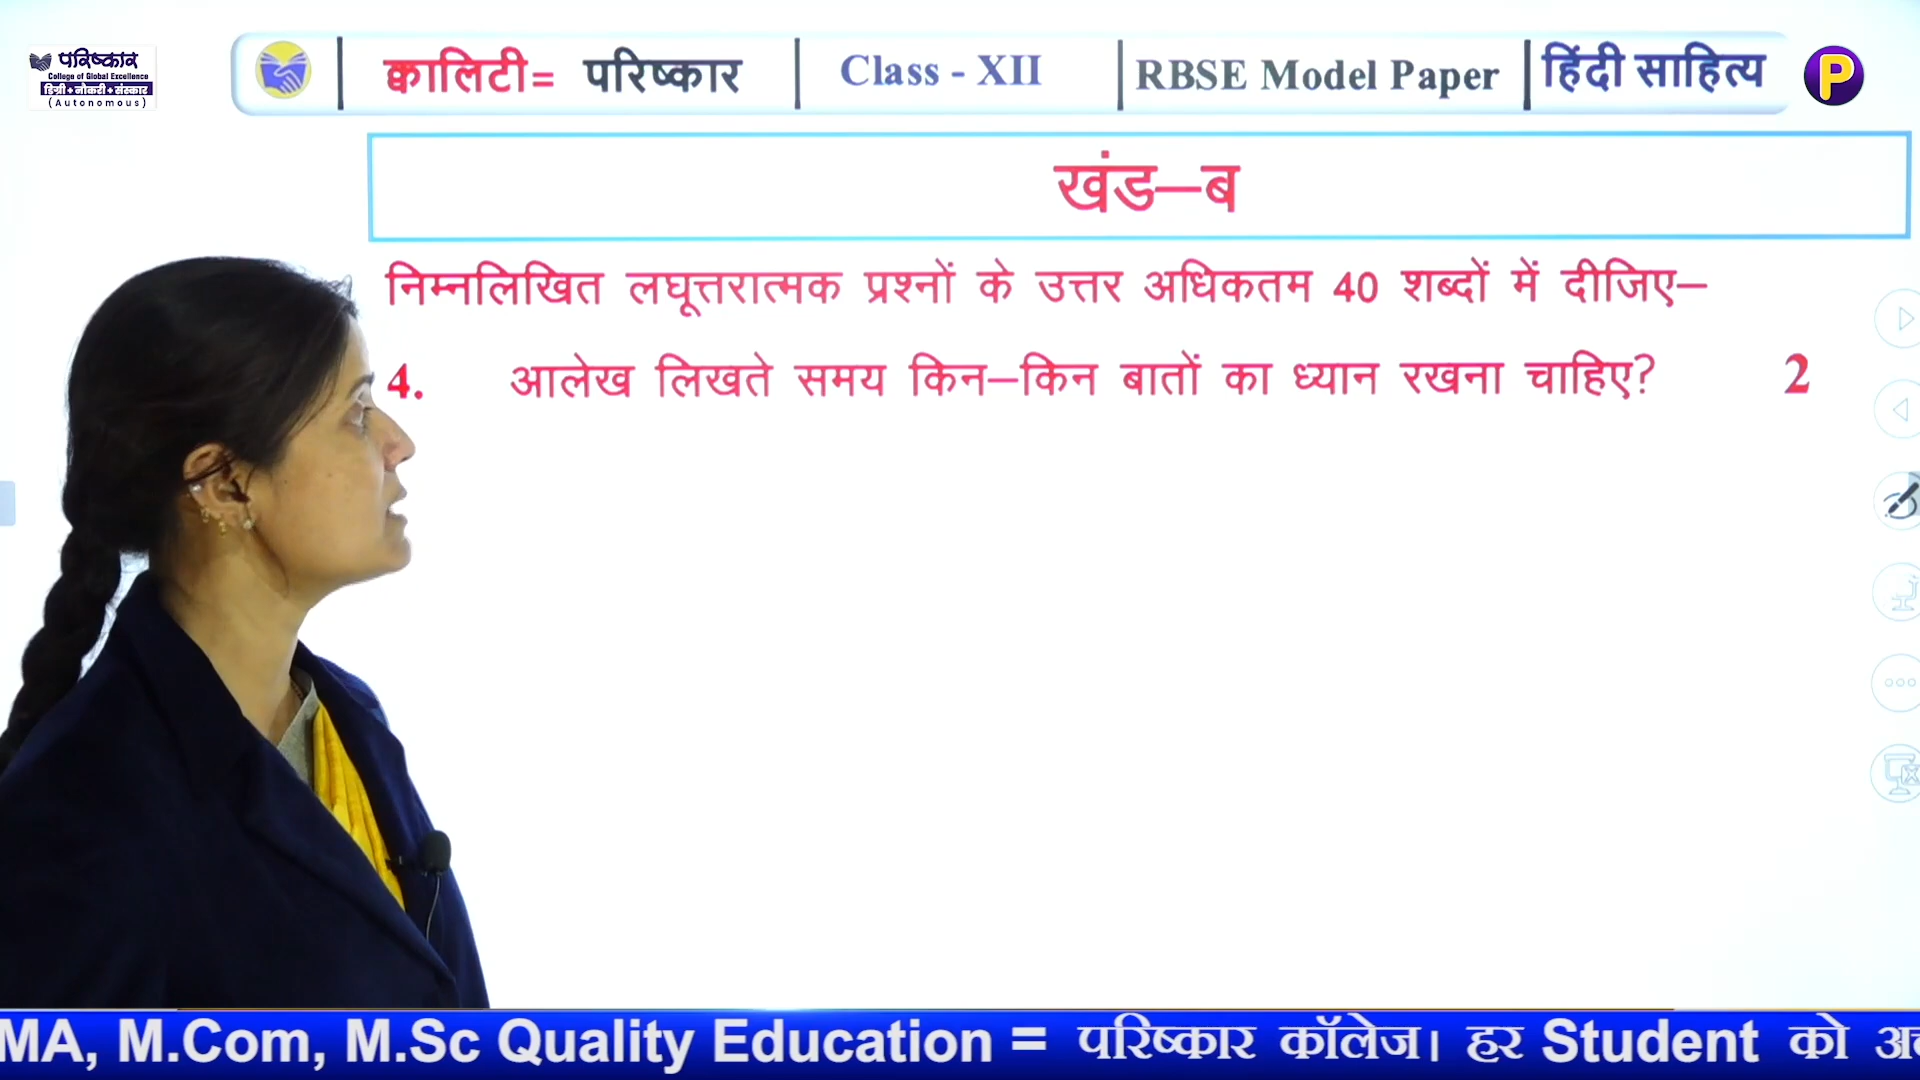 परिष्कार
College of Global Excellence
डिग्री + नौकरी + संस्कार
(Autonomous)
क्वालिटी= परिष्कार
Class - XII
RBSE Model Paper
हिंदी साहित्य
P
खंड–ब
निम्नलिखित लघूत्तरात्मक प्रश्नों के उत्तर अधिकतम 40 शब्दों में दीजिए–
4. आलेख लिखते समय किन–किन बातों का ध्यान रखना चाहिए? 2
MA, M.Com, M.Sc Quality Education = परिष्कार कॉलेज। हर Student को